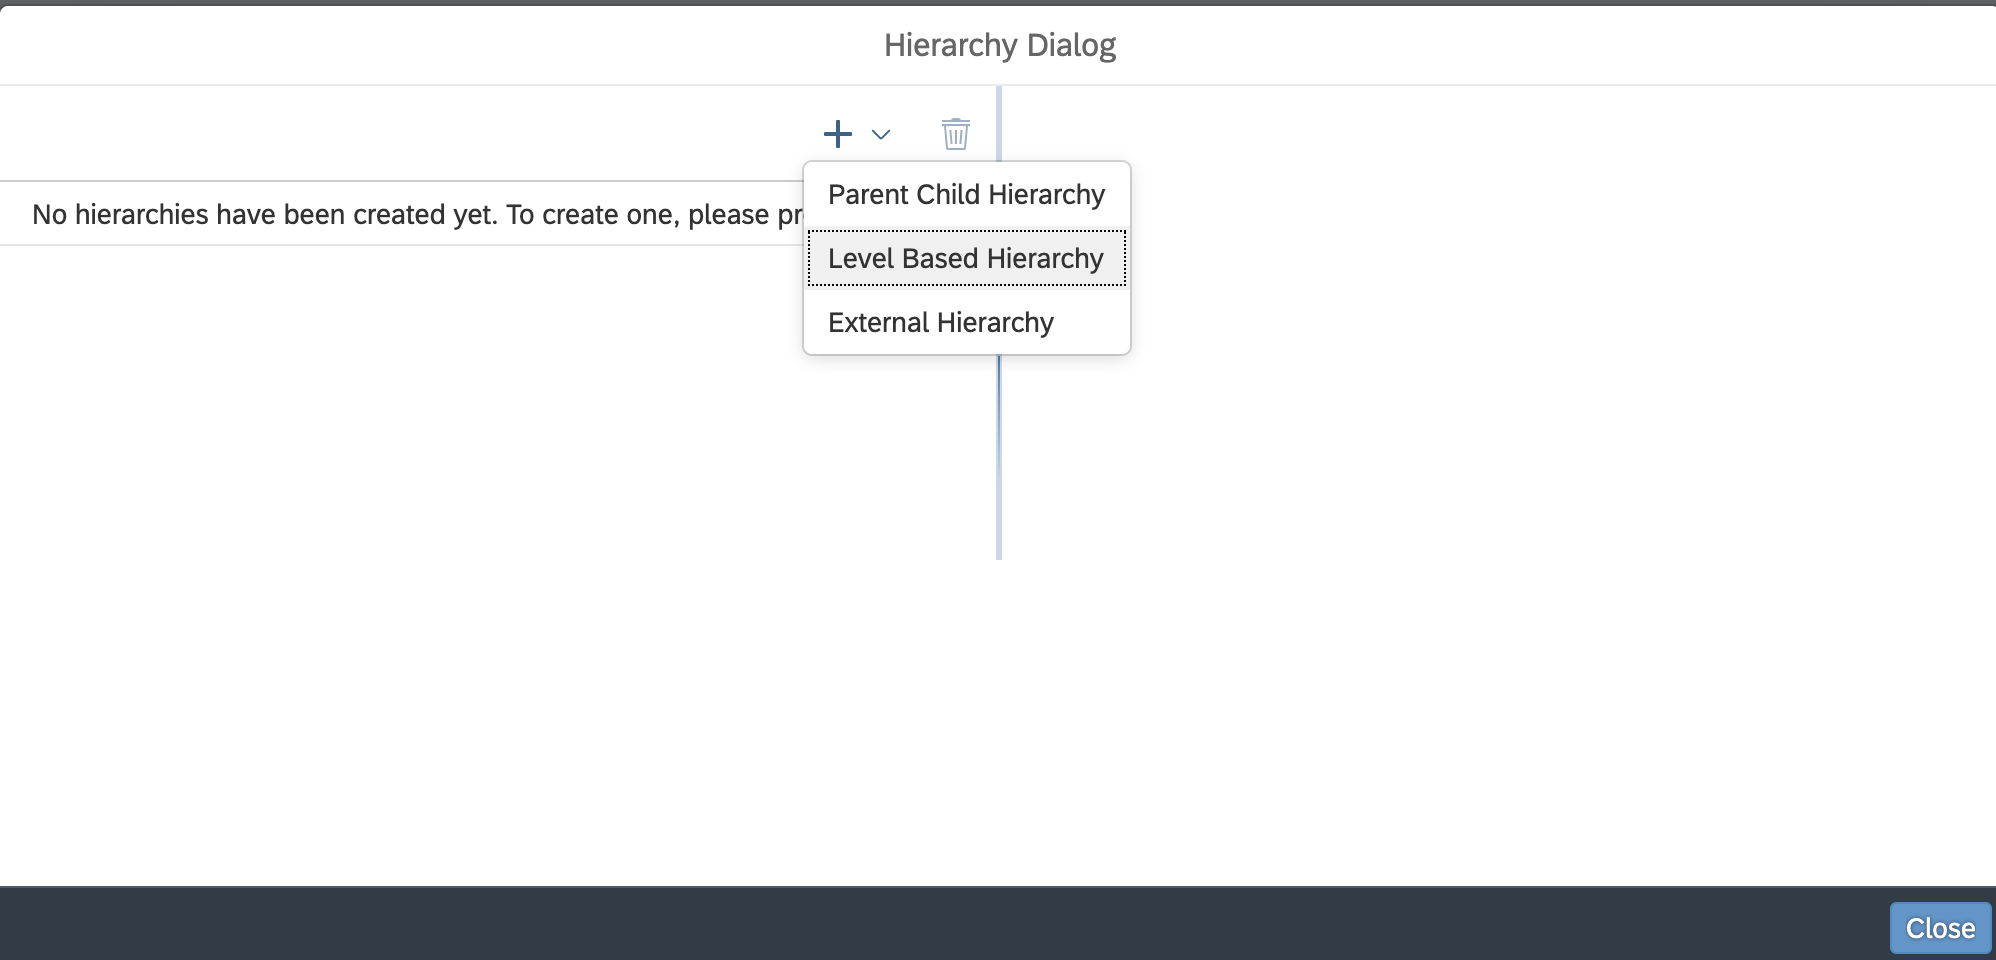 Hierarchy Dialog
No hierarchies have been created yet. To create one, please
Parent Child Hierarchy
Level Based Hierarchy
External Hierarchy
Close